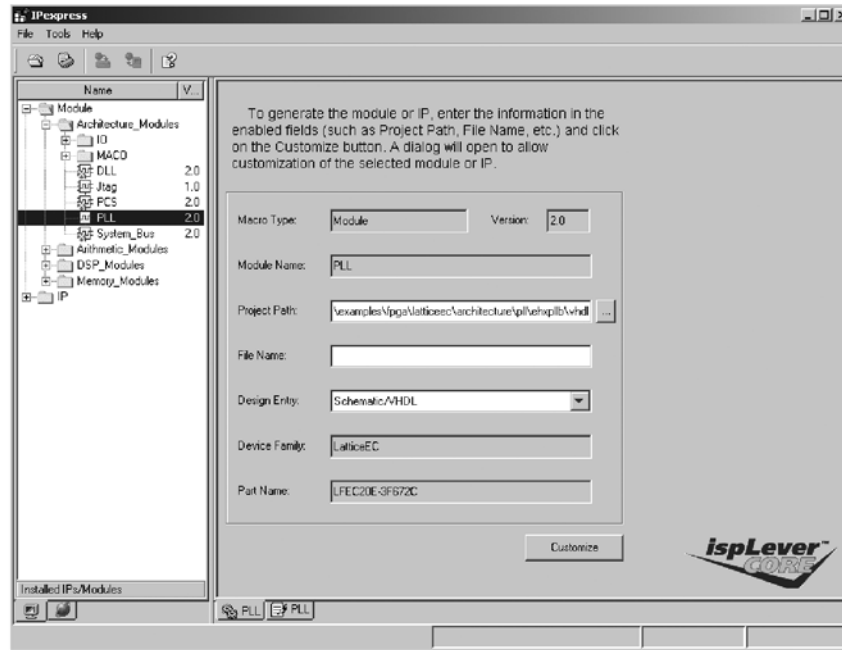 IPexpress
File Tools Help
Name V...
Module
Architecture_Modules
IO
MACO
DLL 2.0
Jtag 1.0
PCS 2.0
PLL 2.0
System_Bus 2.0
Arithmetic_Modules
DSP_Modules
Memory_Modules
IP
Installed IPs/Modules
To generate the module or IP, enter the information in the
enabled fields (such as Project Path, File Name, etc.) and click
on the Customize button. A dialog will open to allow
customization of the selected module or IP.
Macro Type: Module Version: 2.0
Module Name: PLL
Project Path: \examples\fpga\latticeec\architecture\pll\ehxpllb\vhdl ...
File Name:
Design Entry: Schematic/VHDL
Device Family: LatticeEC
Part Name: LFEC20E-3F672C
Customize
ispLever™
CORE
PLL PLL